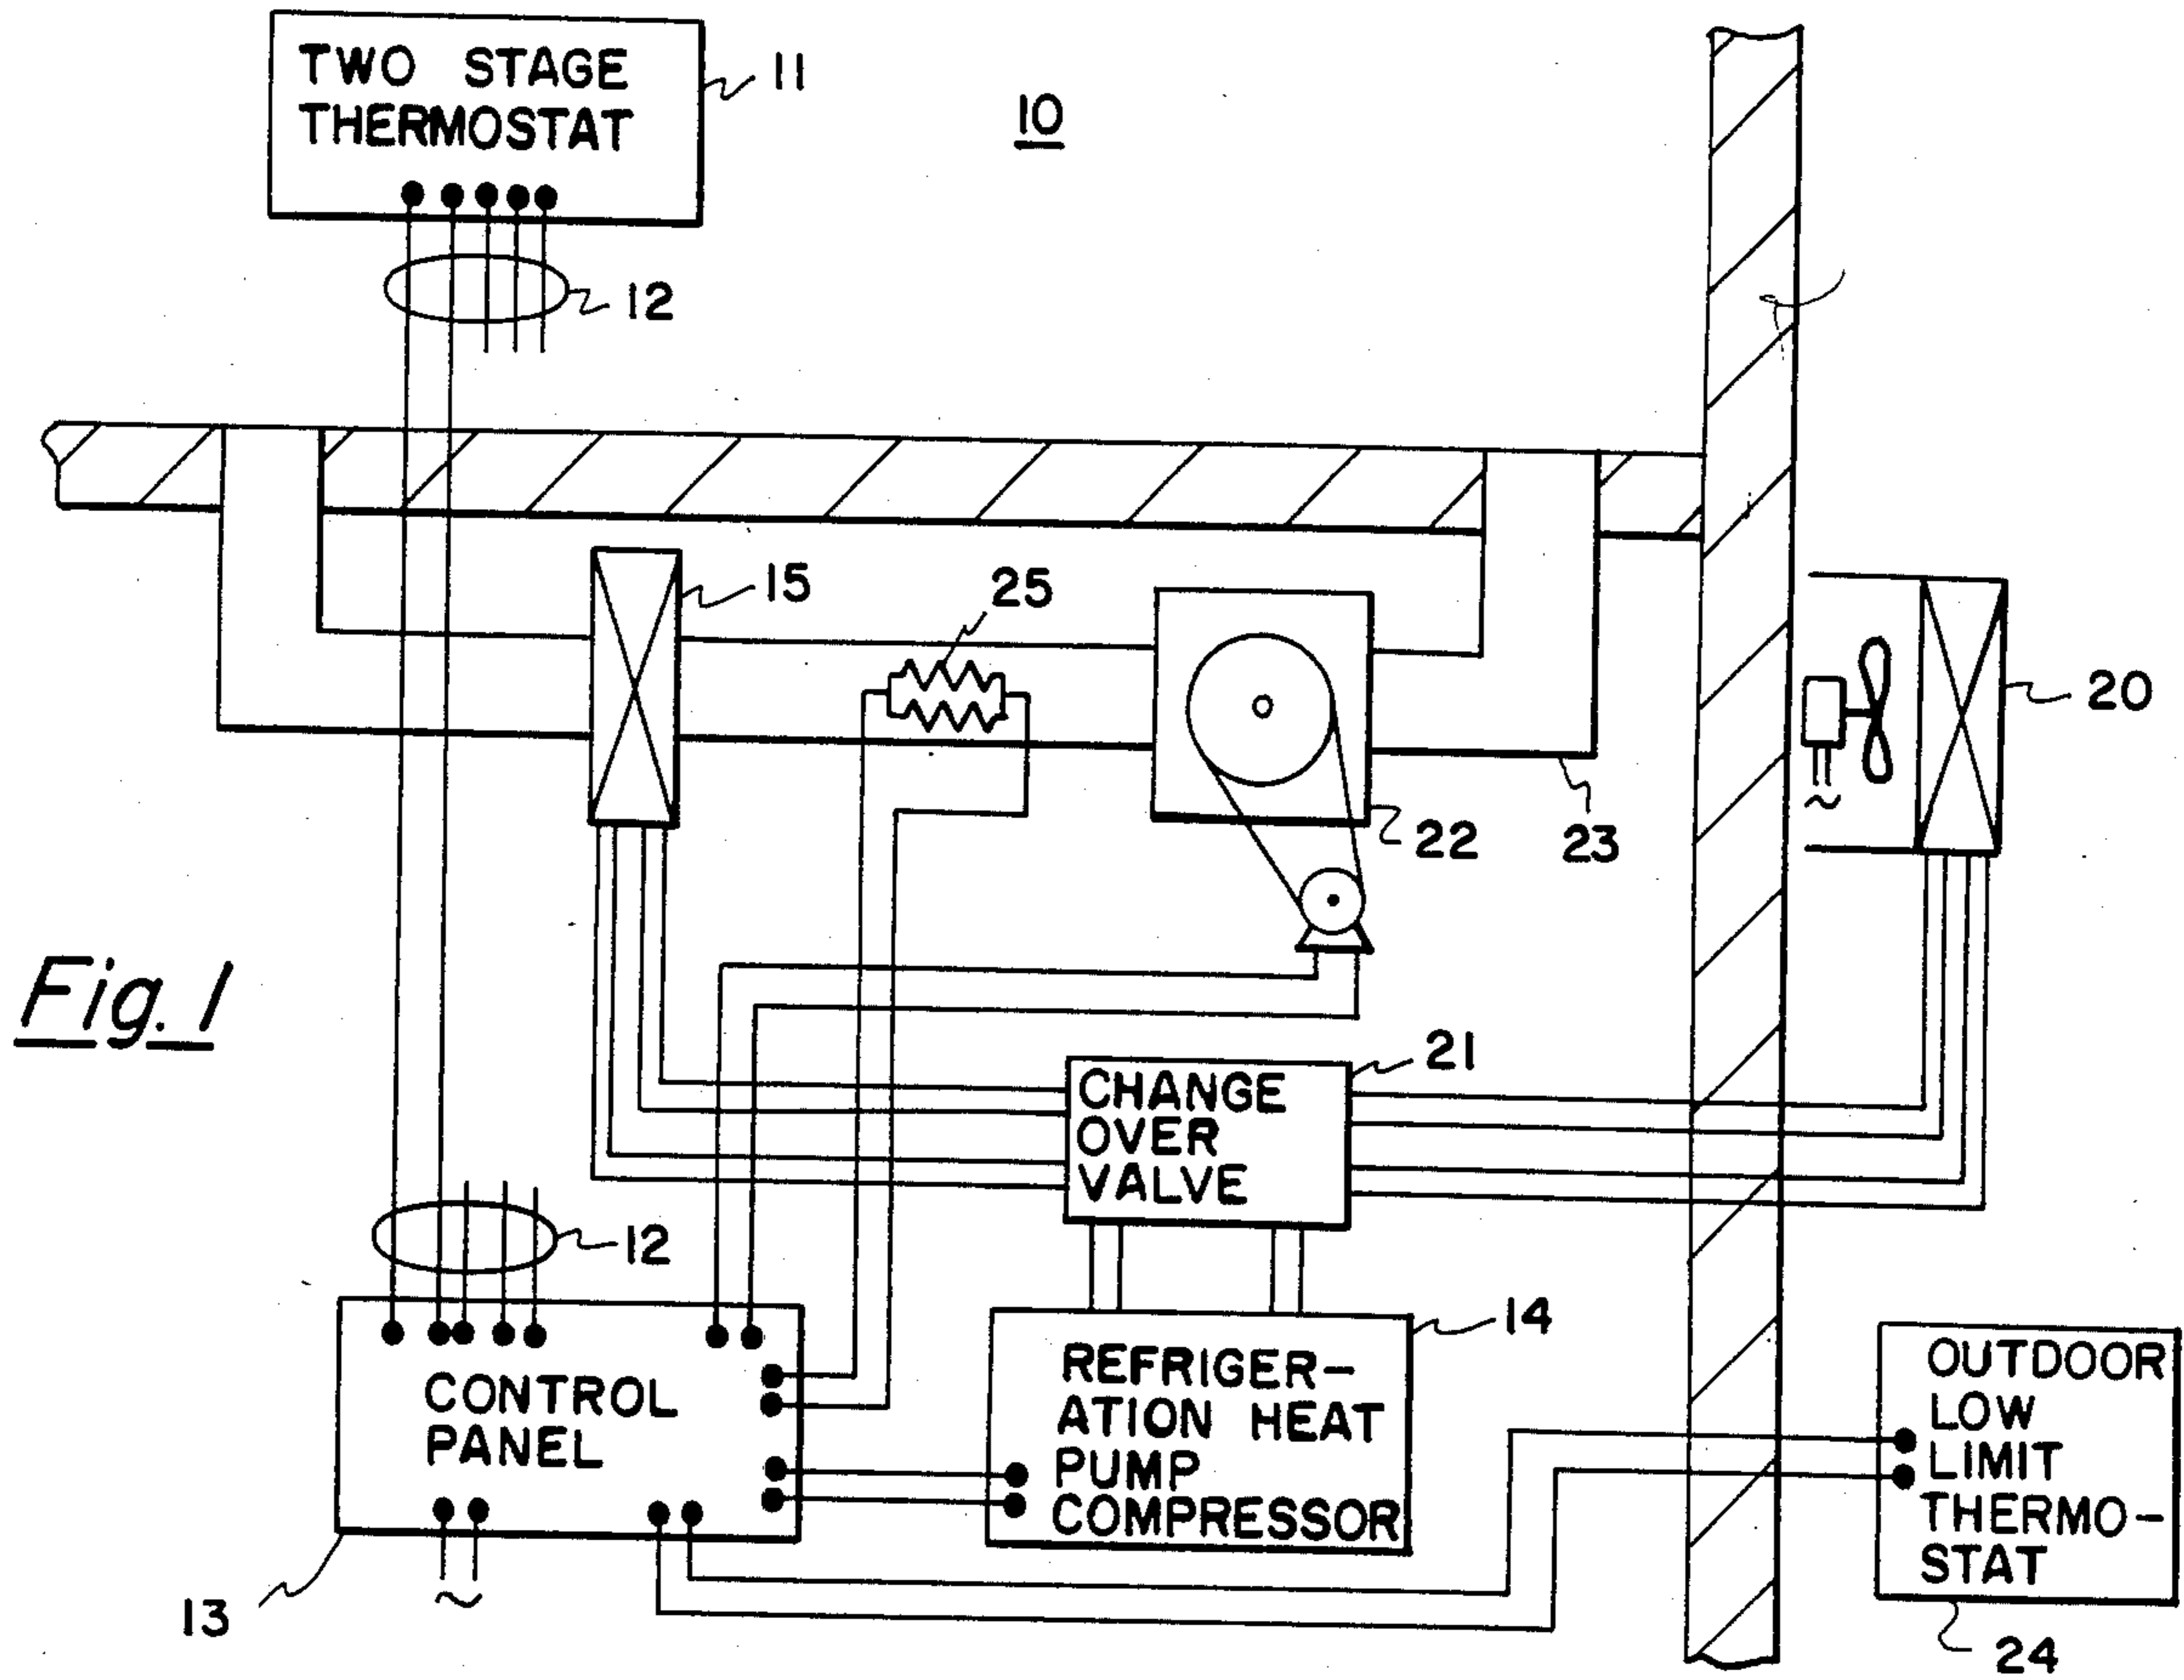 TWO STAGE
THERMOSTAT
11
10
12
15
25
20
22
23
Fig. 1
21
CHANGE
OVER
VALVE
12
14
CONTROL
PANEL
REFRIGER-
ATION HEAT
PUMP
COMPRESSOR
OUTDOOR
LOW
LIMIT
THERMO-
STAT
13
24